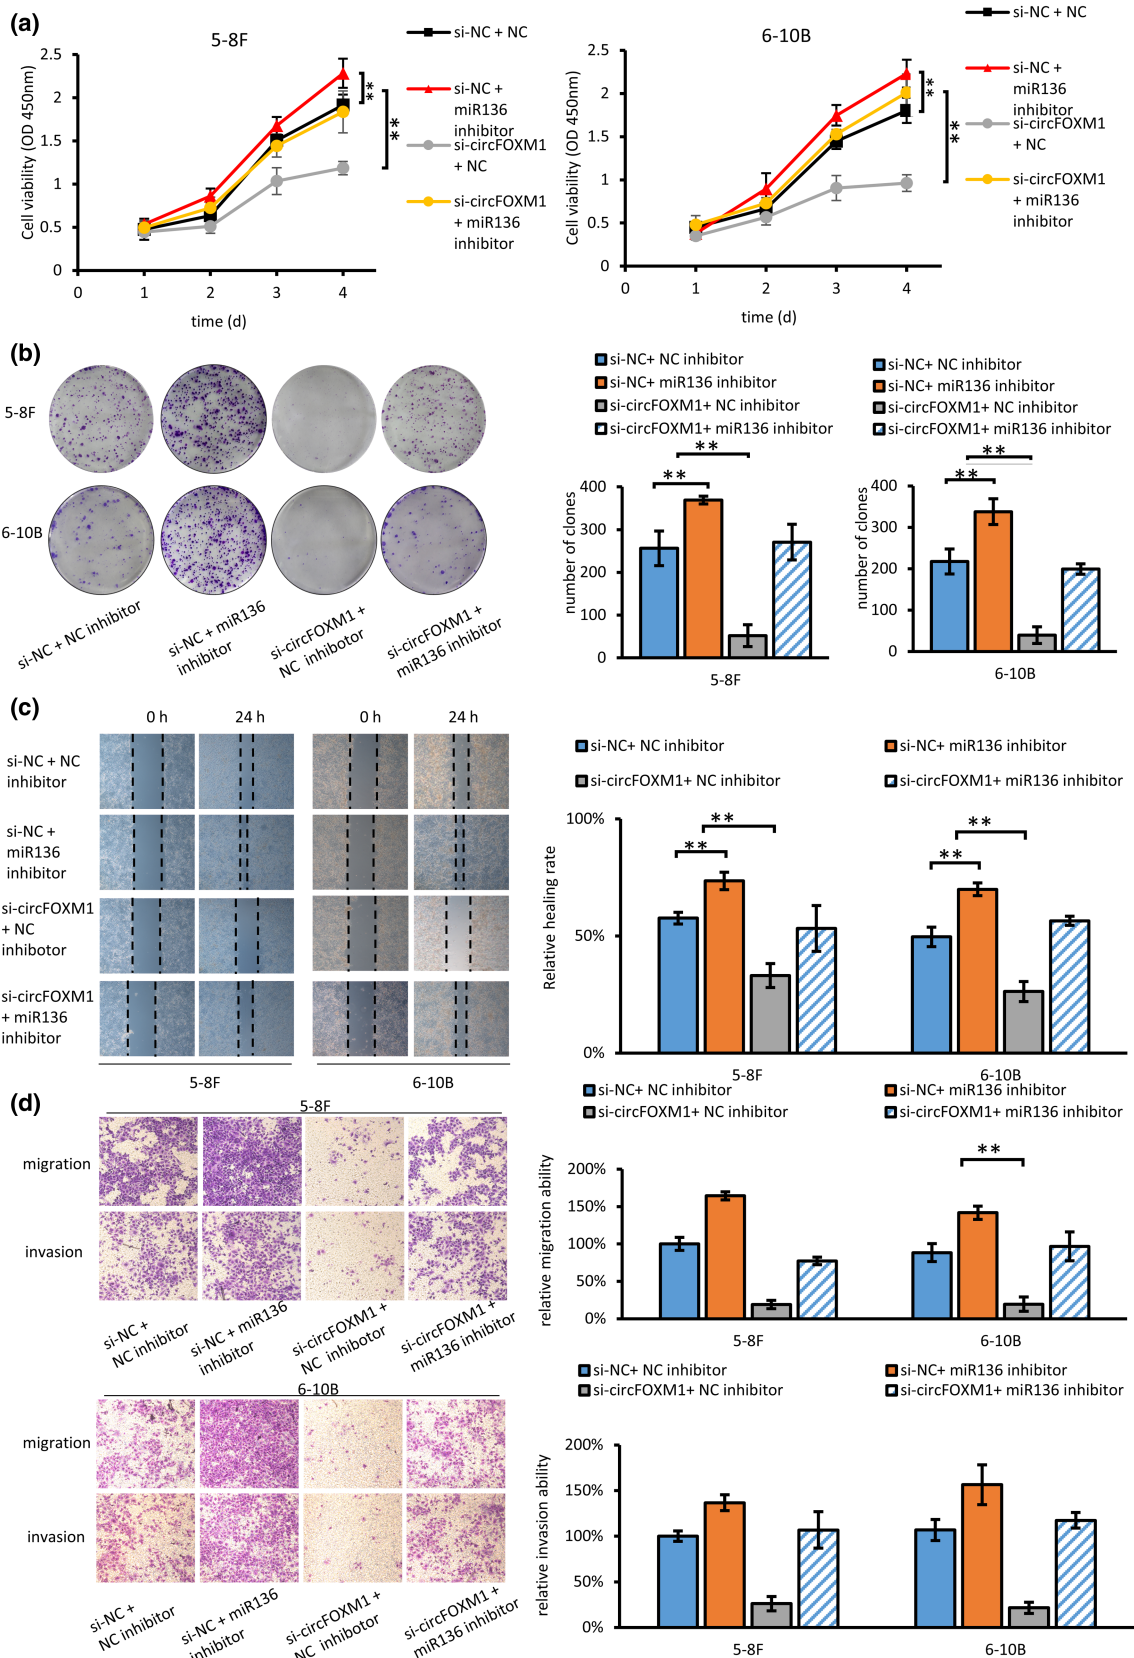 (a)
5-8F
Cell viability (OD 450nm)
2.5
2
1.5
1
0.5
0
0 1 2 3 4
time (d)
**
**
si-NC + NC
si-NC +
miR136
inhibitor
si-circFOXM1
+ NC
si-circFOXM1
+ miR136
inhibitor
6-10B
Cell viability (OD 450nm)
2.5
2
1.5
1
0.5
0
0 1 2 3 4
time (d)
**
**
si-NC + NC
si-NC +
miR136
inhibitor
si-circFOXM1
+ NC
si-circFOXM1
+ miR136
inhibitor
(b)
5-8F
6-10B
si-NC + NC inhibitor
si-NC + miR136
inhibitor
si-circFOXM1 +
NC inhibotor
si-circFOXM1 +
miR136 inhibitor
si-NC+ NC inhibitor
si-NC+ miR136 inhibitor
si-circFOXM1+ NC inhibitor
si-circFOXM1+ miR136 inhibitor
**
**
number of clones
400
300
200
100
0
5-8F
si-NC+ NC inhibitor
si-NC+ miR136 inhibitor
si-circFOXM1+ NC inhibitor
si-circFOXM1+ miR136 inhibitor
**
**
number of clones
400
300
200
100
0
6-10B
(c)
0 h 24 h 0 h 24 h
si-NC + NC
inhibitor
si-NC +
miR136
inhibitor
si-circFOXM1
+ NC
inhibotor
si-circFOXM1
+ miR136
inhibitor
5-8F 6-10B
si-NC+ NC inhibitor si-NC+ miR136 inhibitor
si-circFOXM1+ NC inhibitor si-circFOXM1+ miR136 inhibitor
Relative healing rate
100%
50%
0%
** **
** **
5-8F 6-10B
(d)
5-8F
migration
invasion
si-NC +
NC inhibitor
si-NC + miR136
inhibitor
si-circFOXM1 +
NC inhibotor
si-circFOXM1 +
miR136 inhibitor
6-10B
migration
invasion
si-NC +
NC inhibitor
si-NC + miR136
inhibitor
si-circFOXM1 +
NC inhibotor
si-circFOXM1 +
miR136 inhibitor
si-NC+ NC inhibitor si-NC+ miR136 inhibitor
si-circFOXM1+ NC inhibitor si-circFOXM1+ miR136 inhibitor
relative migration ability
200%
150%
100%
50%
0%
**
5-8F 6-10B
si-NC+ NC inhibitor si-NC+ miR136 inhibitor
si-circFOXM1+ NC inhibitor si-circFOXM1+ miR136 inhibitor
relative invasion ability
200%
150%
100%
50%
0%
5-8F 6-10B